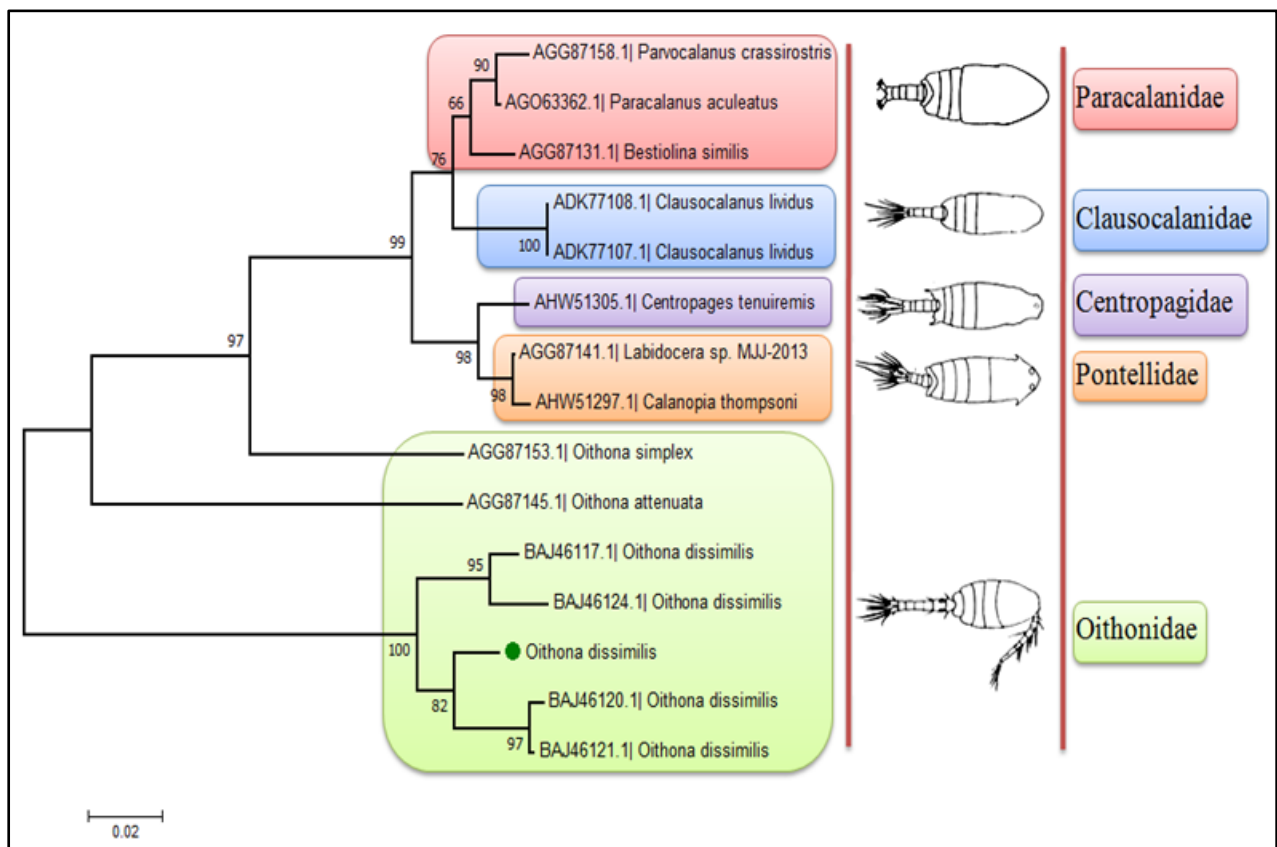 AGG87158.1| Parvocalanus crassirostris
90
AGO63362.1| Paracalanus aculeatus
66
AGG87131.1| Bestiolina similis
76
Paracalanidae
ADK77108.1| Clausocalanus lividus
100
ADK77107.1| Clausocalanus lividus
Clausocalanidae
99
AHW51305.1| Centropages tenuiremis
Centropagidae
98
AGG87141.1| Labidocera sp. MJJ-2013
98
AHW51297.1| Calanopia thompsoni
Pontellidae
97
AGG87153.1| Oithona simplex
AGG87145.1| Oithona attenuata
BAJ46117.1| Oithona dissimilis
95
BAJ46124.1| Oithona dissimilis
100
Oithona dissimilis
82
BAJ46120.1| Oithona dissimilis
97
BAJ46121.1| Oithona dissimilis
Oithonidae
0.02